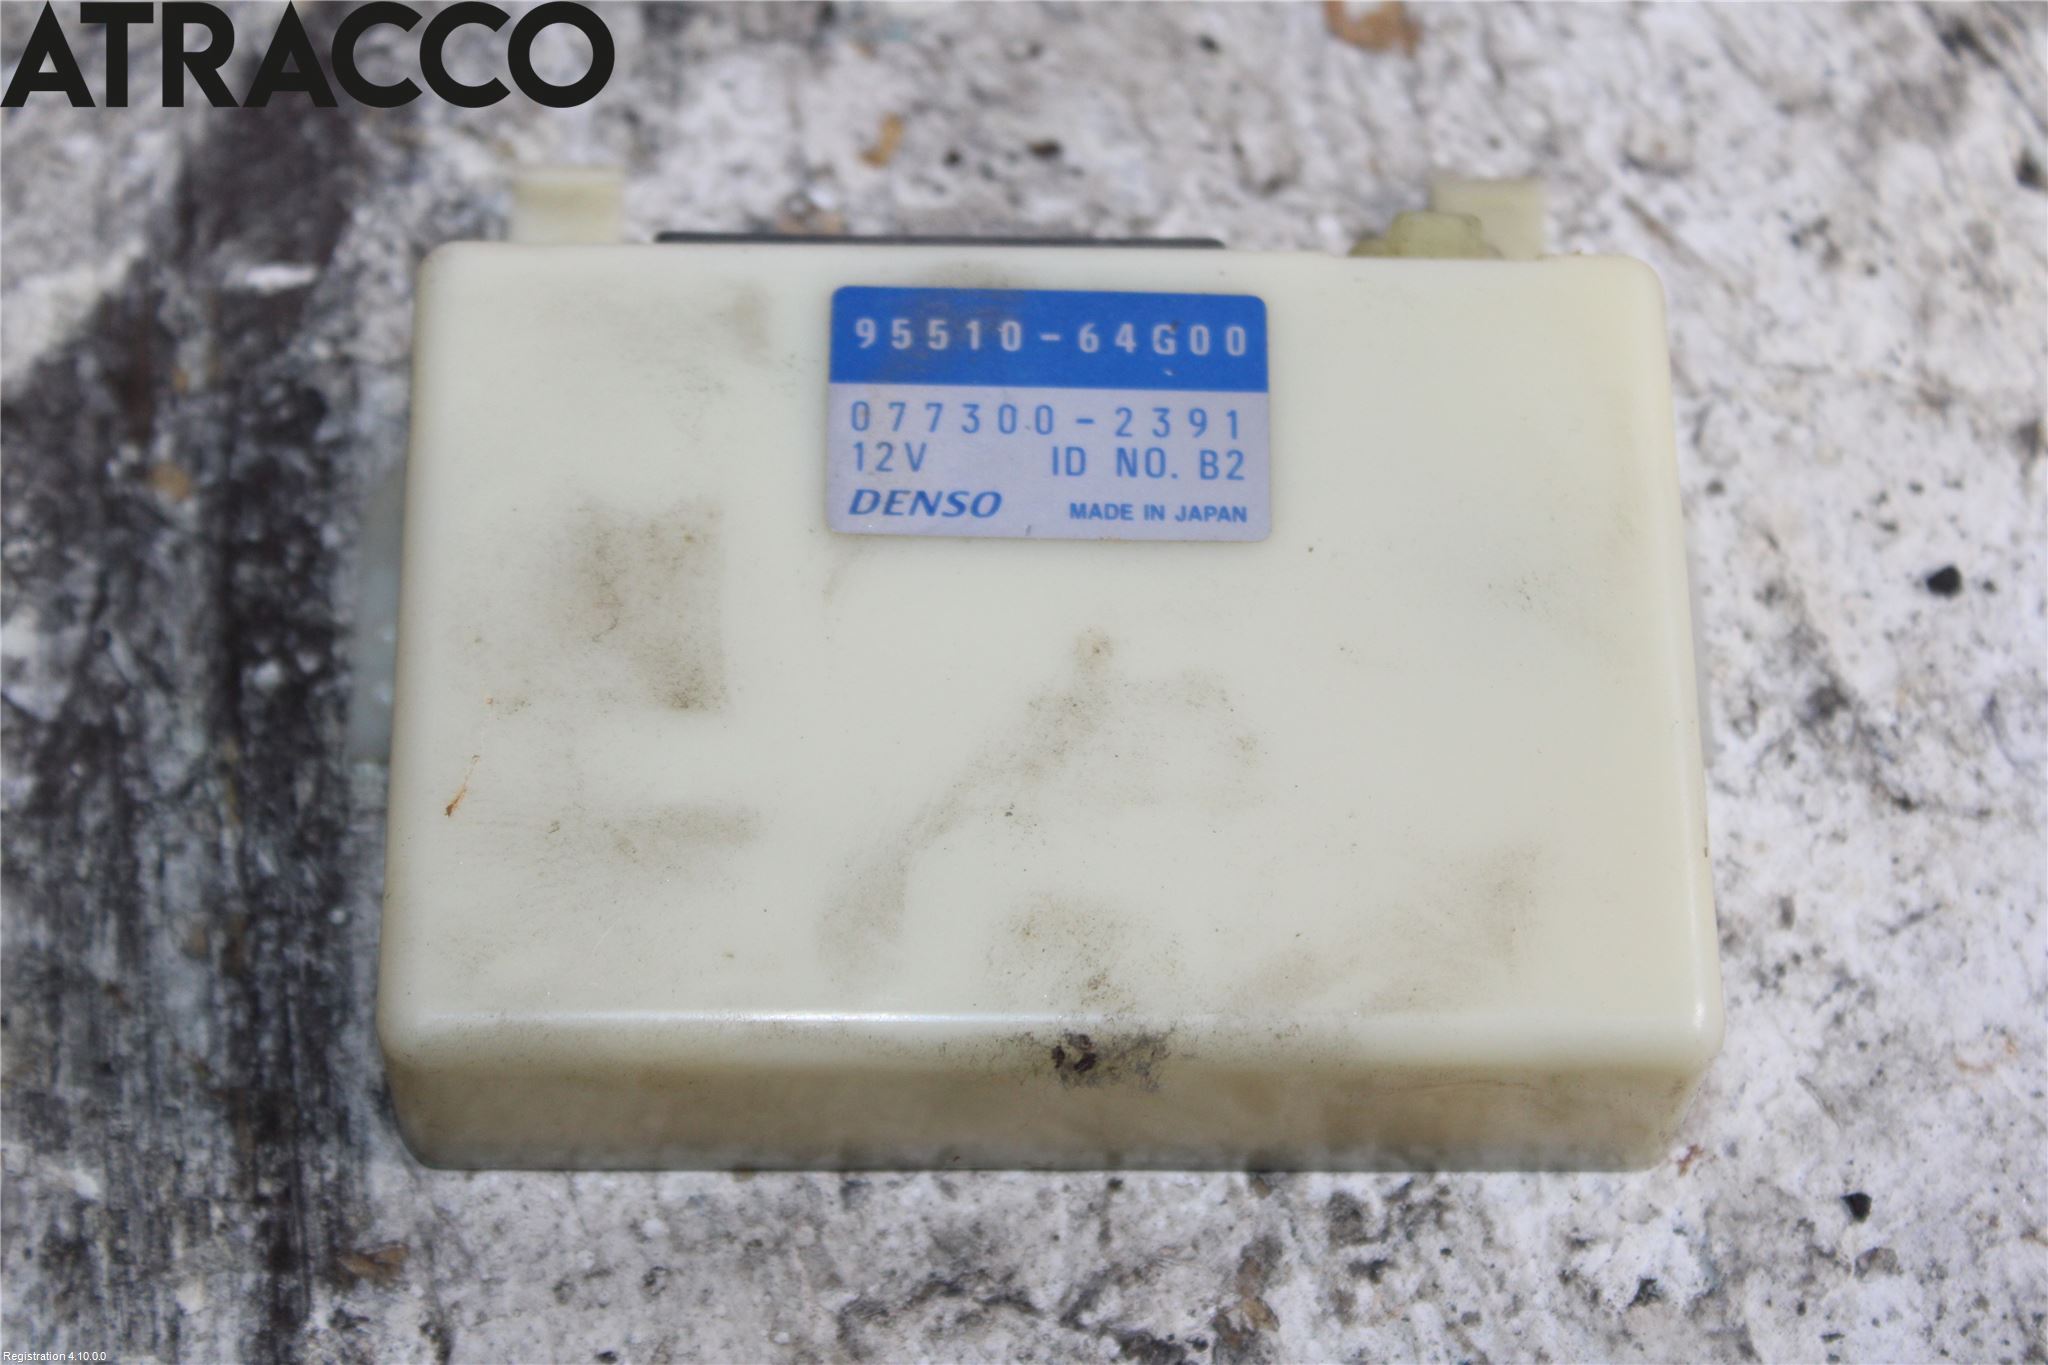 ATRACCO
95510-64G00
077300-2391
12V ID NO. B2
DENSO MADE IN JAPAN
Registration 4.10.0.0